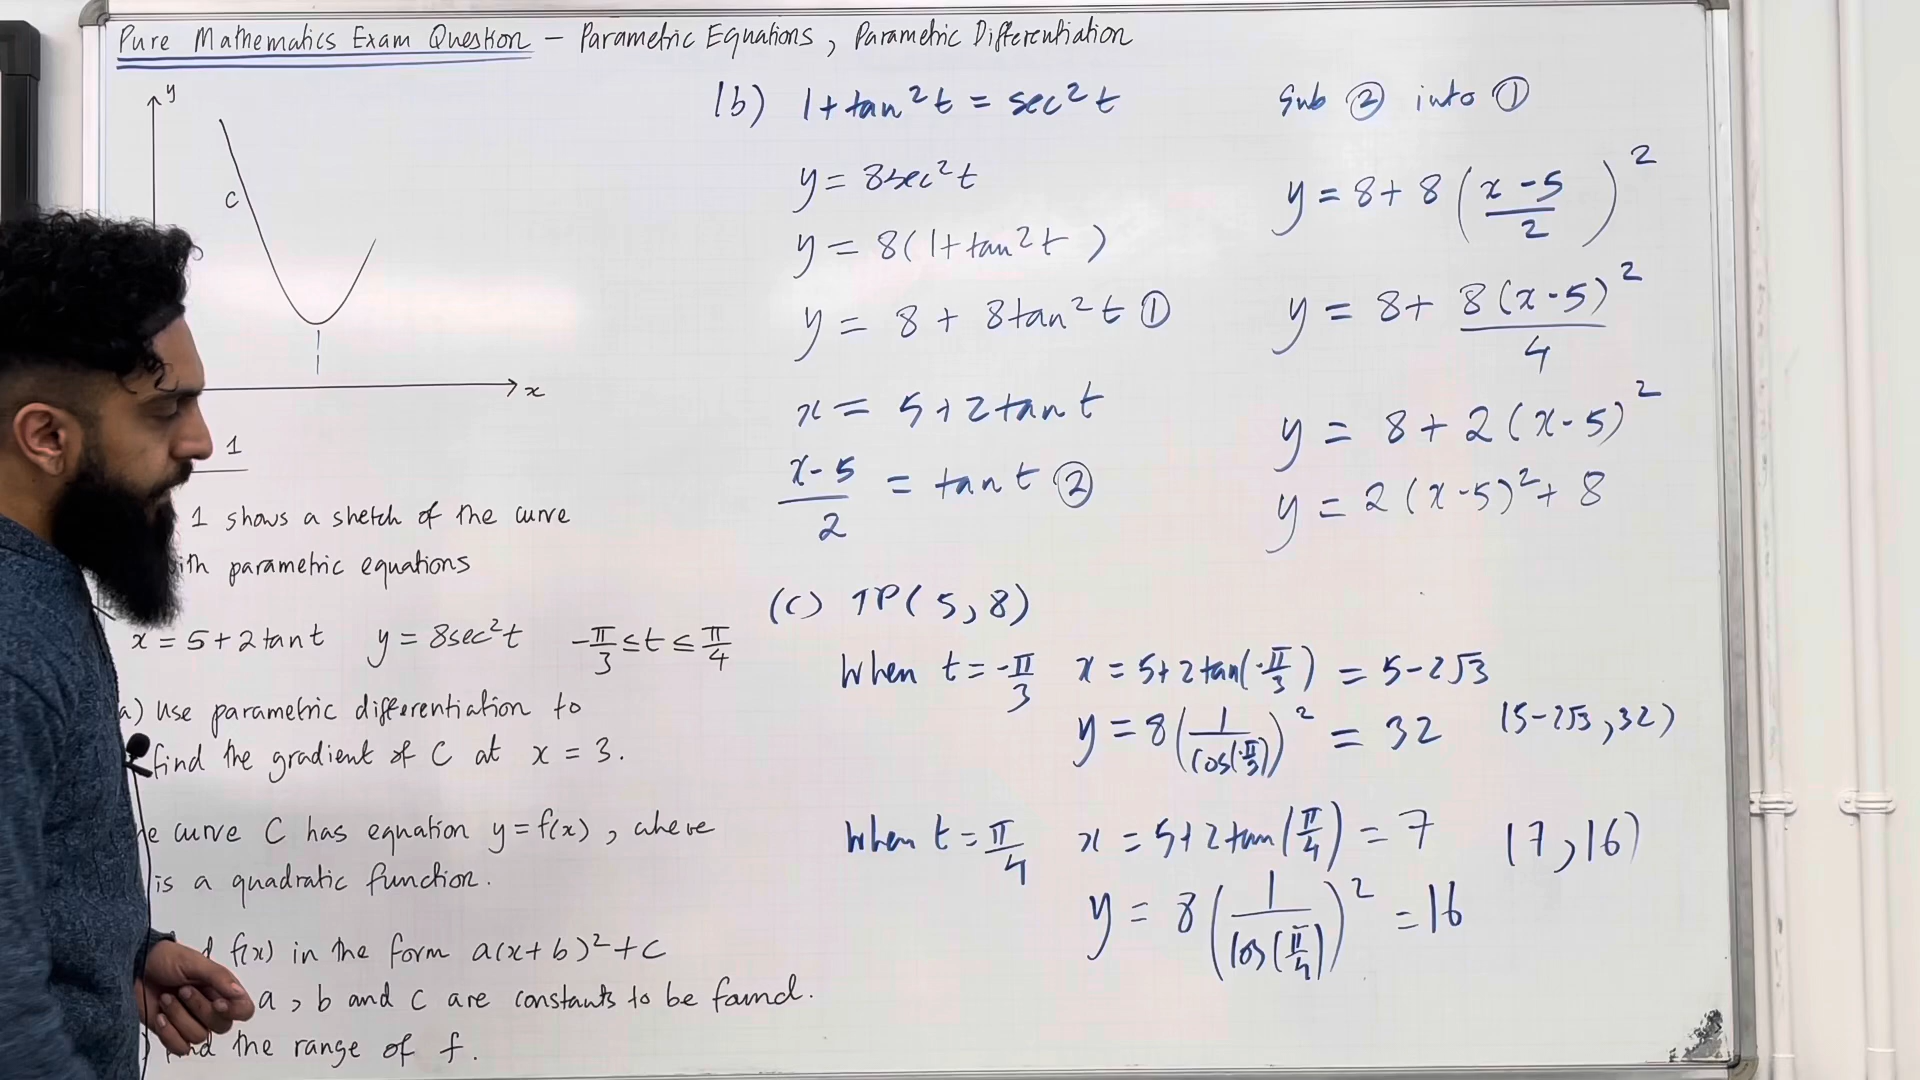 Pure Mathematics Exam Question – Parametric Equations, Parametric Differentiation
y
C
x
1
1 shows a sketch of the curve
parametric equations
x = 5 + 2 tan t    y = 8sec²t    -π/3 ≤ t ≤ π/4
a) Use parametric differentiation to
find the gradient of C at x = 3.
curve C has equation y = f(x), where
is a quadratic function.
f(x) in the form a(x+b)² + c
a, b and c are constants to be found.
the range of f.
(b) 1 + tan²t = sec²t
y = 8sec²t
y = 8(1 + tan²t)
y = 8 + 8tan²t ①
x = 5 + 2tan t
(x-5)/2 = tan t ②
Sub ② into ①
y = 8 + 8((x-5)/2)²
y = 8 + 8(x-5)²/4
y = 8 + 2(x-5)²
y = 2(x-5)² + 8
(c) TP(5,8)
When t = -π/3    x = 5 + 2tan(-π/3) = 5 - 2√3
y = 8(1/cos(-π/3))² = 32    (5-2√3, 32)
When t = π/4    x = 5 + 2tan(π/4) = 7    (7, 16)
y = 8(1/cos(π/4))² = 16